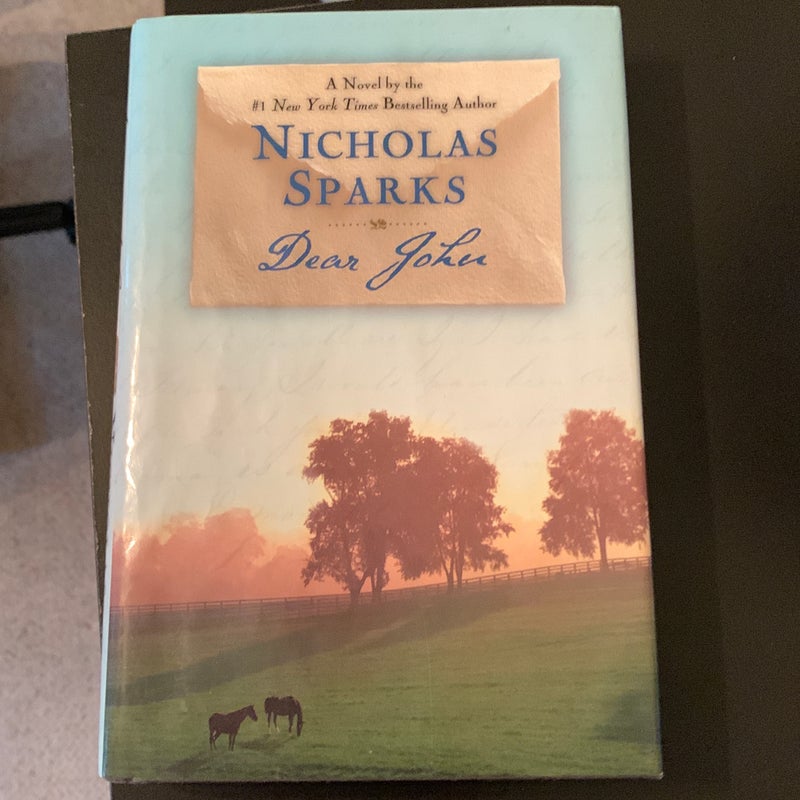 A Novel by the
#1 New York Times Bestselling Author
NICHOLAS
SPARKS
Dear John